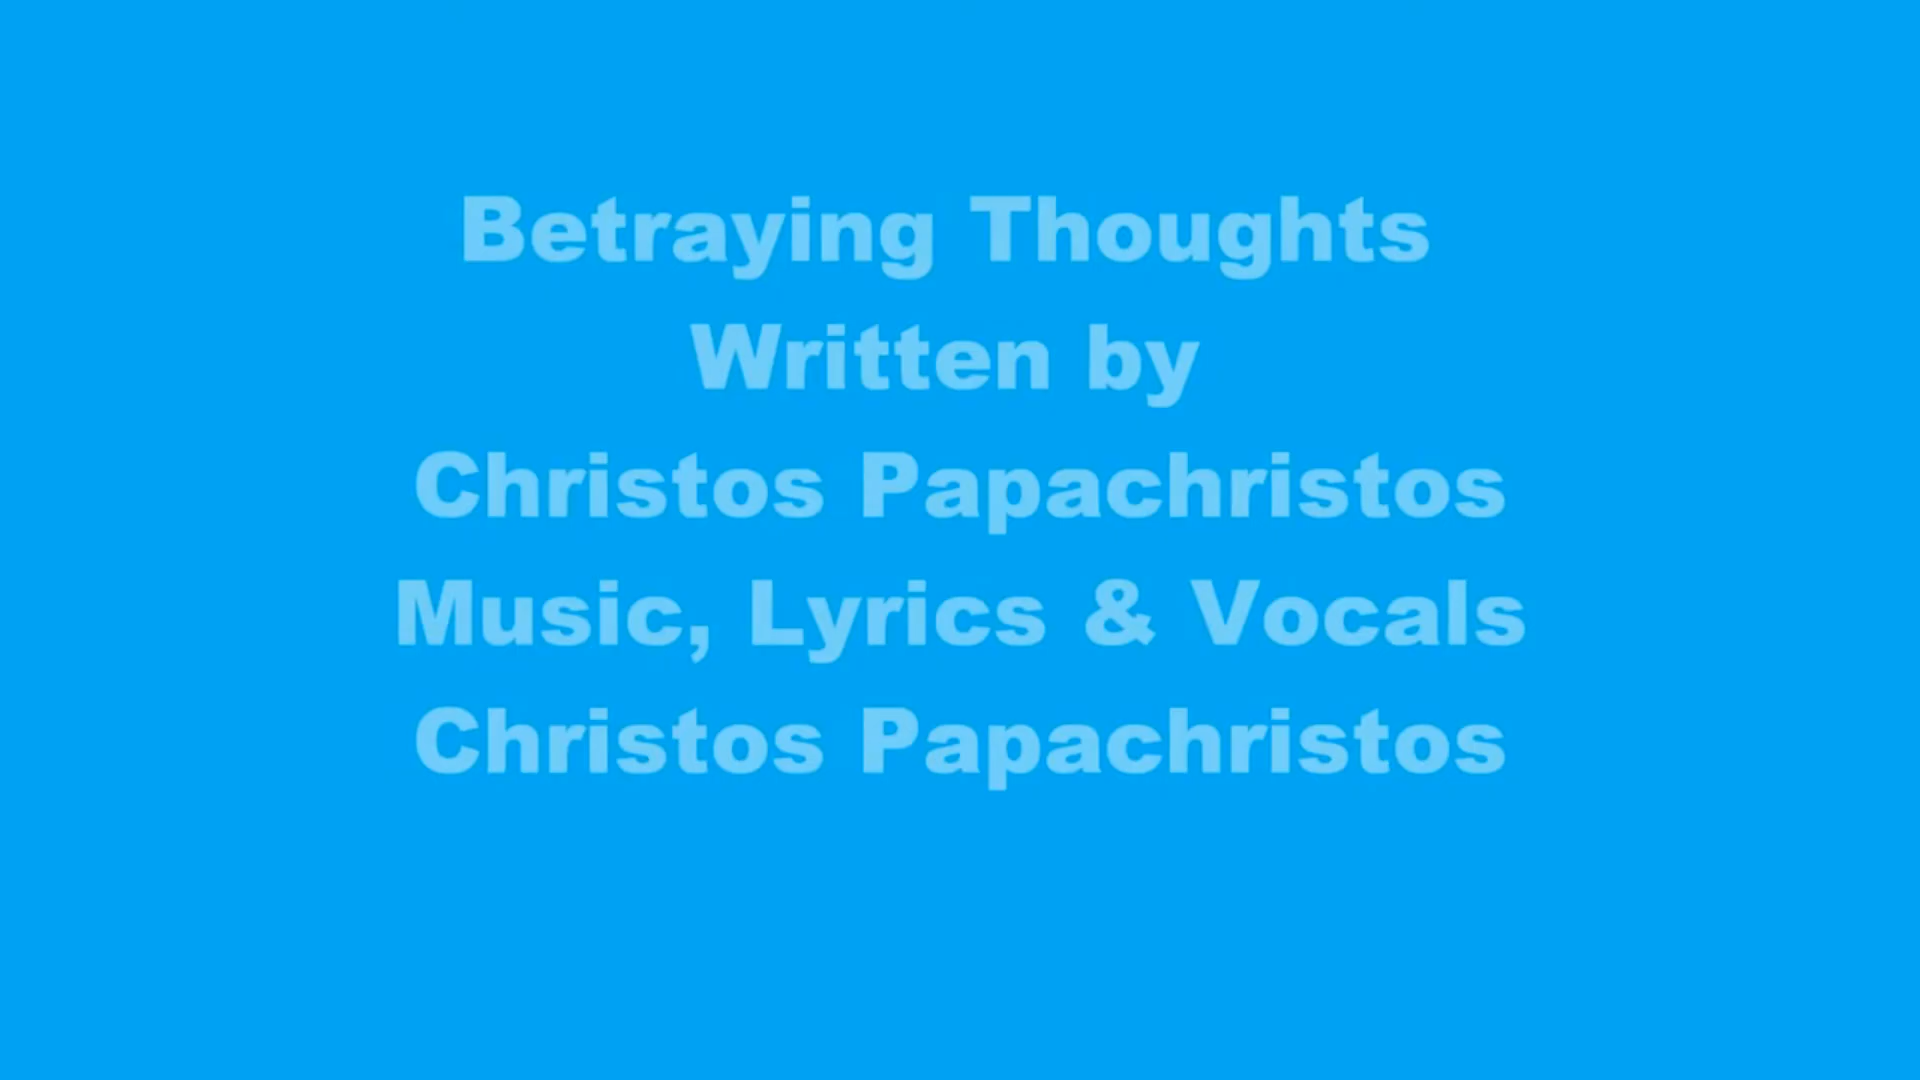 Betraying Thoughts
Written by
Christos Papachristos
Music, Lyrics & Vocals
Christos Papachristos